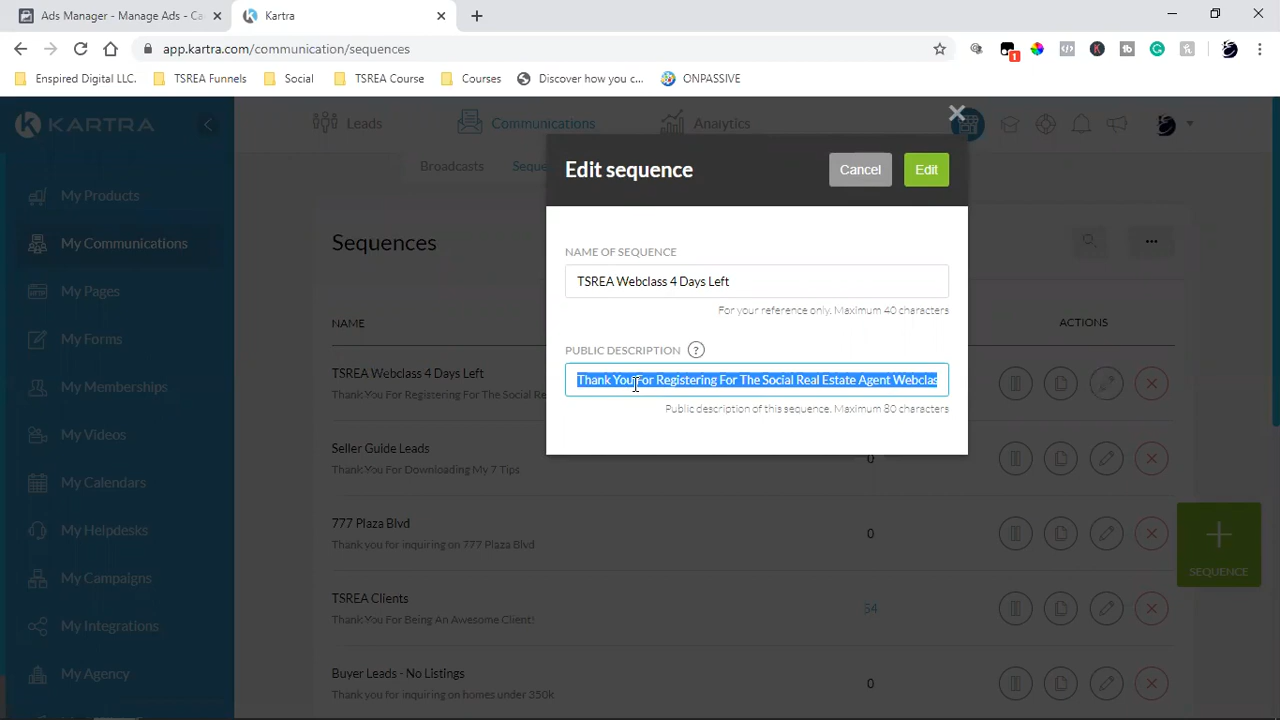 Ads Manager - Manage Ads - Ca
Kartra
app.kartra.com/communication/sequences
1
Enspired Digital LLC.
TSREA Funnels
Social
TSREA Course
Courses
Discover how you c...
ONPASSIVE
KARTRA
Leads
Communications
Analytics
Broadcasts
Seque
My Products
My Communications
My Pages
My Forms
My Memberships
My Videos
My Calendars
My Helpdesks
My Campaigns
My Integrations
My Agency
Edit sequence
Cancel
Edit
NAME OF SEQUENCE
TSREA Webclass 4 Days Left
For your reference only. Maximum 40 characters
PUBLIC DESCRIPTION ?
Thank You For Registering For The Social Real Estate Agent Webclas
Public description of this sequence. Maximum 80 characters
Sequences
NAME
ACTIONS
TSREA Webclass 4 Days Left
Thank You For Registering For The Social Re
Seller Guide Leads
Thank You For Downloading My 7 Tips
0
777 Plaza Blvd
Thank you for inquiring on 777 Plaza Blvd
0
TSREA Clients
Thank You For Being An Awesome Client!
54
Buyer Leads - No Listings
Thank you for inquiring on homes under 350k
0
SEQUENCE